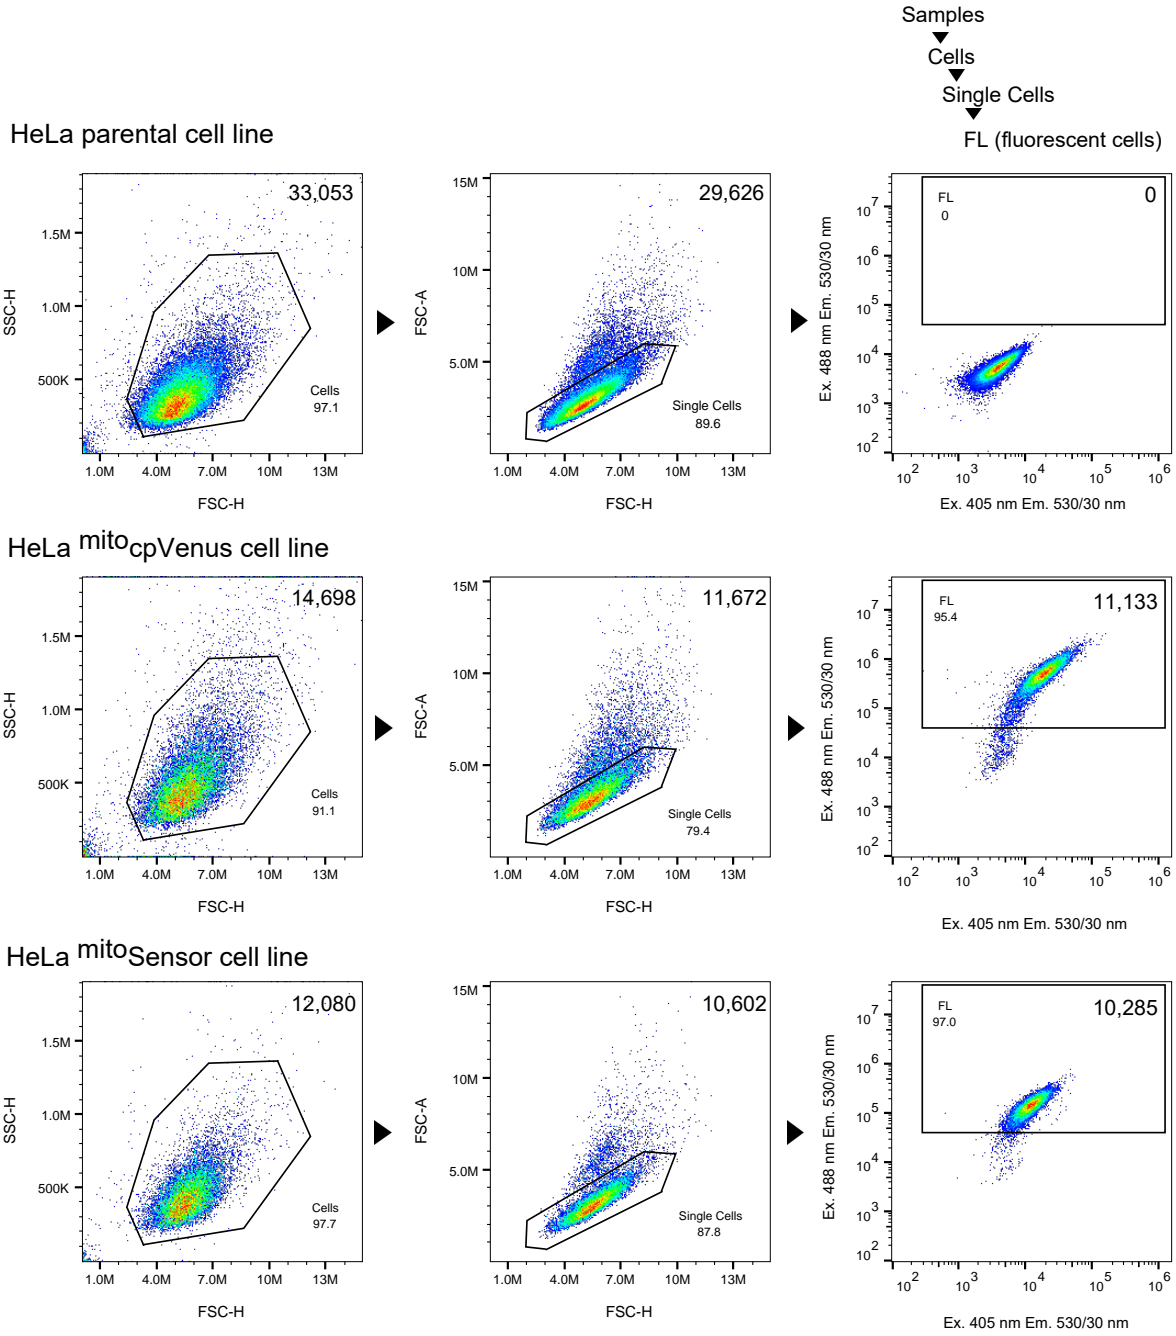 Samples
Cells
Single Cells
FL (fluorescent cells)
HeLa parental cell line
33,053
1.5M
1.0M
500K
SSC-H
Cells
97.1
1.0M 4.0M 7.0M 10M 13M
FSC-H
29,626
15M
10M
5.0M
FSC-A
Single Cells
89.6
1.0M 4.0M 7.0M 10M 13M
FSC-H
0
FL
0
10^7
10^6
10^5
10^4
10^3
10^2
Ex. 488 nm Em. 530/30 nm
10^2 10^3 10^4 10^5 10^6
Ex. 405 nm Em. 530/30 nm
HeLa mitocpVenus cell line
14,698
1.5M
1.0M
500K
SSC-H
Cells
91.1
1.0M 4.0M 7.0M 10M 13M
FSC-H
11,672
15M
10M
5.0M
FSC-A
Single Cells
79.4
1.0M 4.0M 7.0M 10M 13M
FSC-H
11,133
FL
95.4
10^7
10^6
10^5
10^4
10^3
10^2
Ex. 488 nm Em. 530/30 nm
10^2 10^3 10^4 10^5 10^6
Ex. 405 nm Em. 530/30 nm
HeLa mitoSensor cell line
12,080
1.5M
1.0M
500K
SSC-H
Cells
97.7
1.0M 4.0M 7.0M 10M 13M
FSC-H
10,602
15M
10M
5.0M
FSC-A
Single Cells
87.8
1.0M 4.0M 7.0M 10M 13M
FSC-H
10,285
FL
97.0
10^7
10^6
10^5
10^4
10^3
10^2
Ex. 488 nm Em. 530/30 nm
10^2 10^3 10^4 10^5 10^6
Ex. 405 nm Em. 530/30 nm